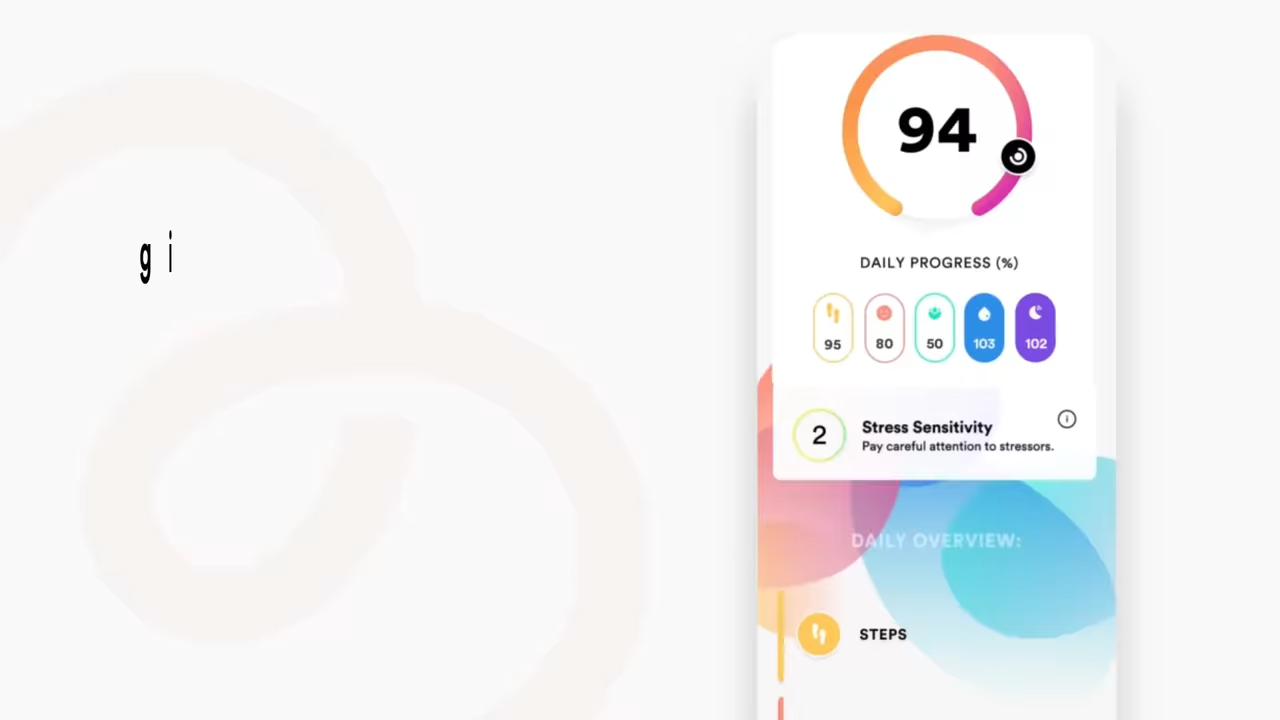 g i
94
DAILY PROGRESS (%)
95 80 50 103 102
2
Stress Sensitivity
Pay careful attention to stressors.
DAILY OVERVIEW:
STEPS